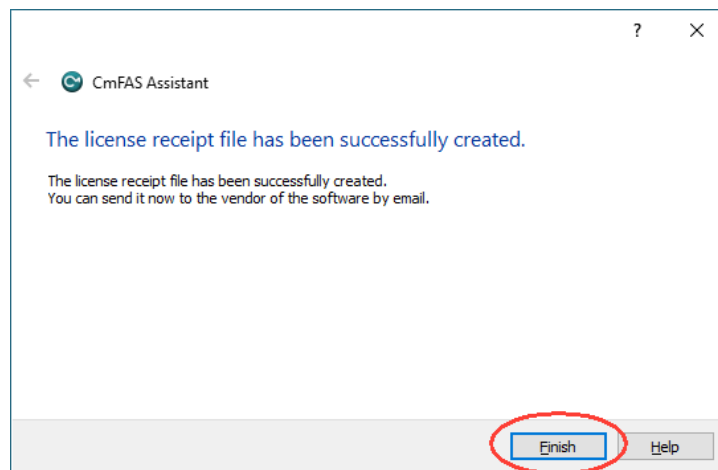 ?
CmFAS Assistant
The license receipt file has been successfully created.
The license receipt file has been successfully created.
You can send it now to the vendor of the software by email.
Finish Help